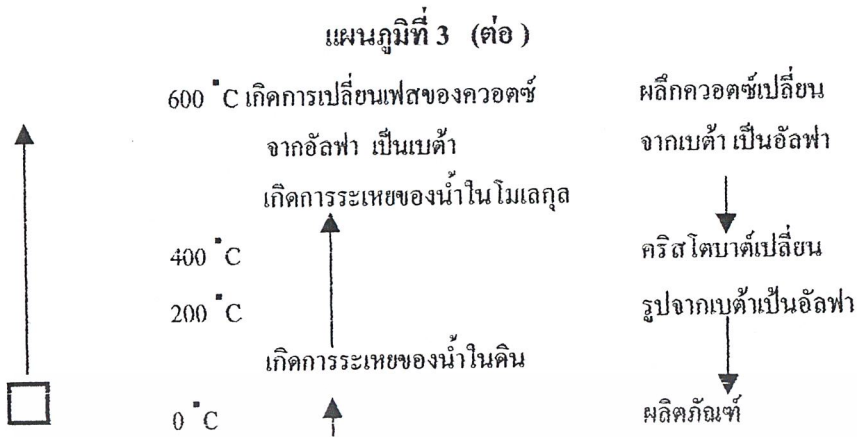 แผนภูมิที่ 3 (ต่อ )
600 °C เกิดการเปลี่ยนเฟสของควอตซ์
จากอัลฟา เป็นเบต้า
เกิดการระเหยของน้ำในโมเลกุล
400 °C
200 °C
เกิดการระเหยของน้ำในดิน
0 °C
ผลึกควอตซ์เปลี่ยน
จากเบต้า เป็นอัลฟา
คริสโตบาต์เปลี่ยน
รูปจากเบต้าเป็นอัลฟา
ผลิตภัณฑ์